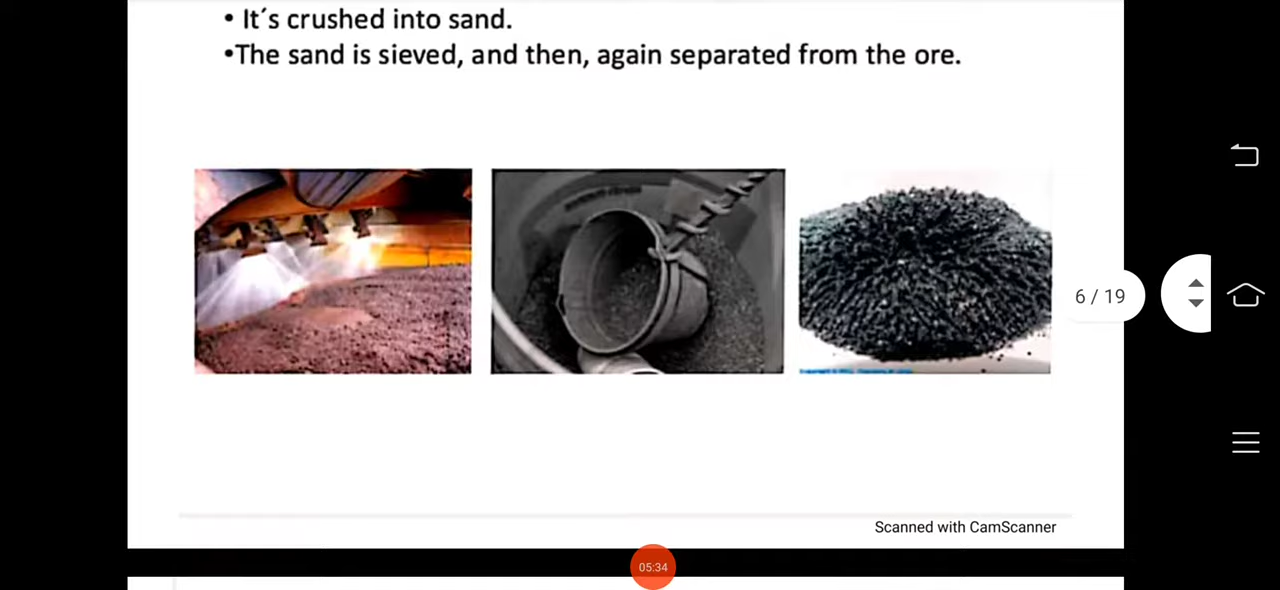 • It´s crushed into sand.
•The sand is sieved, and then, again separated from the ore.
6 / 19
Scanned with CamScanner
05:34